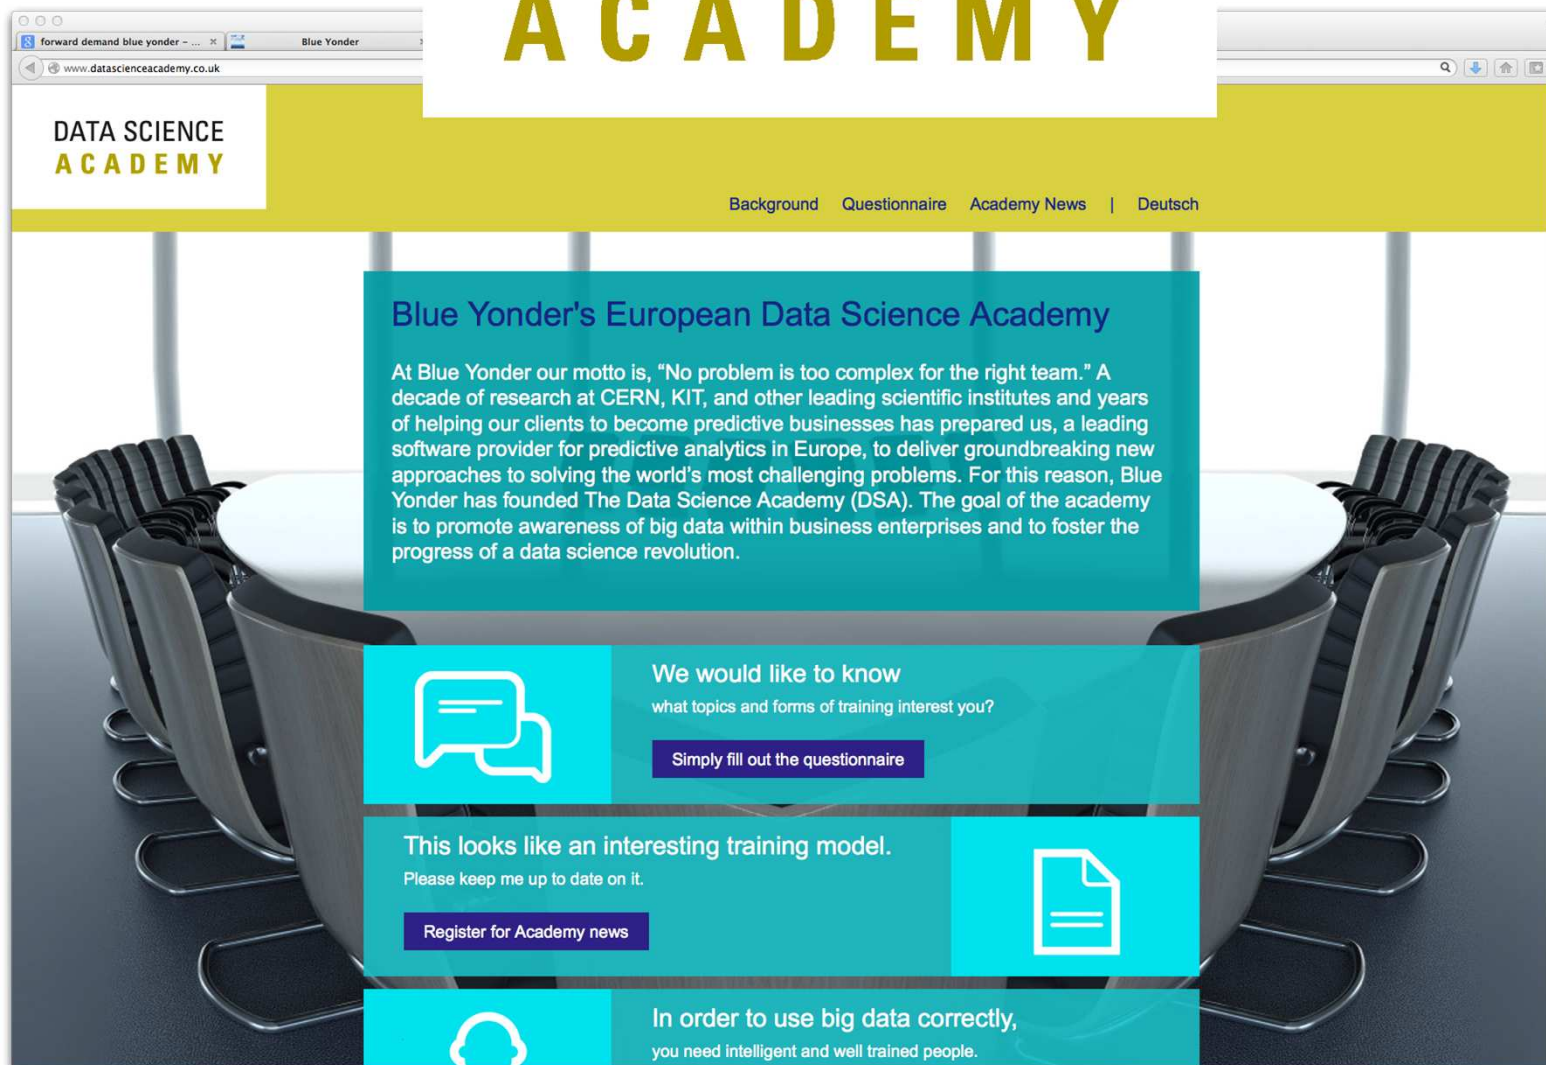 ACADEMY
forward demand blue yonder – ...
Blue Yonder
www.datascienceacademy.co.uk
DATA SCIENCE
ACADEMY
Background Questionnaire Academy News | Deutsch
Blue Yonder's European Data Science Academy
At Blue Yonder our motto is, “No problem is too complex for the right team.” A
decade of research at CERN, KIT, and other leading scientific institutes and years
of helping our clients to become predictive businesses has prepared us, a leading
software provider for predictive analytics in Europe, to deliver groundbreaking new
approaches to solving the world’s most challenging problems. For this reason, Blue
Yonder has founded The Data Science Academy (DSA). The goal of the academy
is to promote awareness of big data within business enterprises and to foster the
progress of a data science revolution.
We would like to know
what topics and forms of training interest you?
Simply fill out the questionnaire
This looks like an interesting training model.
Please keep me up to date on it.
Register for Academy news
In order to use big data correctly,
you need intelligent and well trained people.